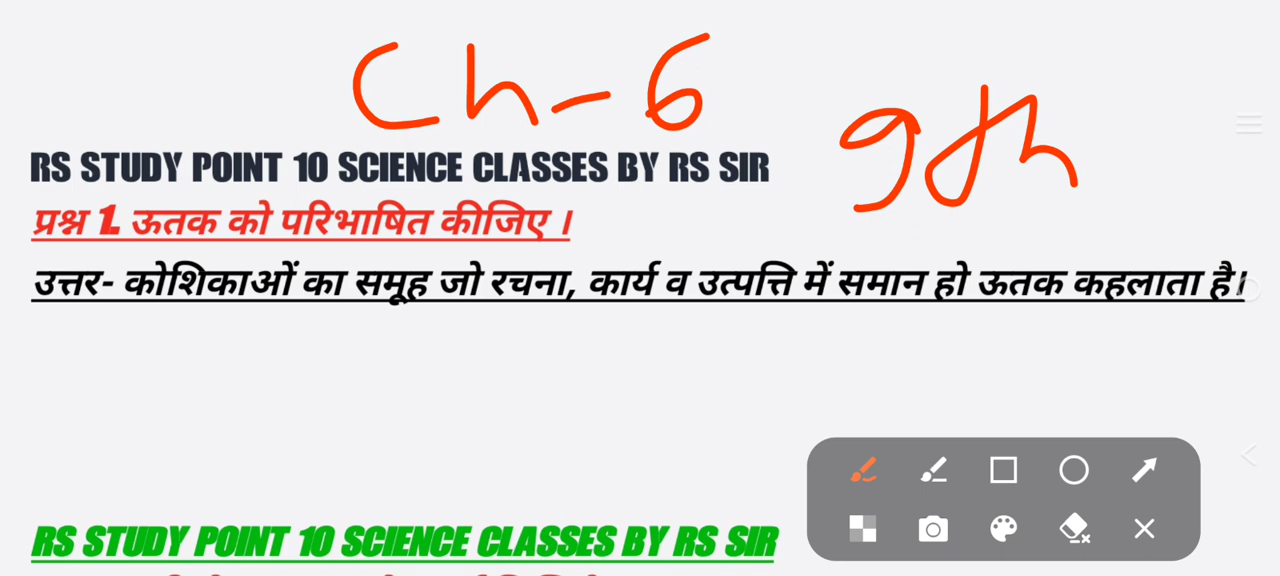 Ch-6
9th
RS STUDY POINT 10 SCIENCE CLASSES BY RS SIR
प्रश्न 1. ऊतक को परिभाषित कीजिए ।
उत्तर- कोशिकाओं का समूह जो रचना, कार्य व उत्पत्ति में समान हो ऊतक कहलाता है।
RS STUDY POINT 10 SCIENCE CLASSES BY RS SIR